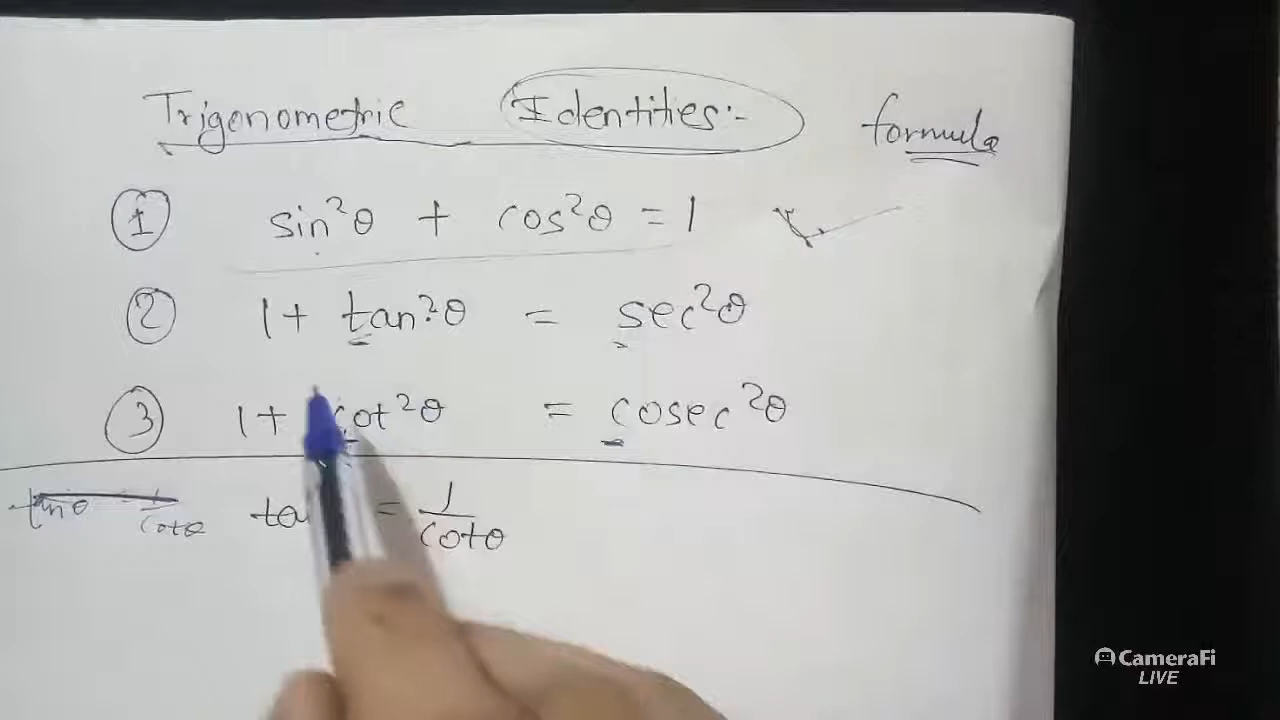 Trigonometric Identities:- formula
① sin²θ + cos²θ = 1
② 1 + tan²θ = sec²θ
③ 1 + cot²θ = cosec²θ
tanθ 1/cotθ ta = 1/cotθ
CameraFi
LIVE